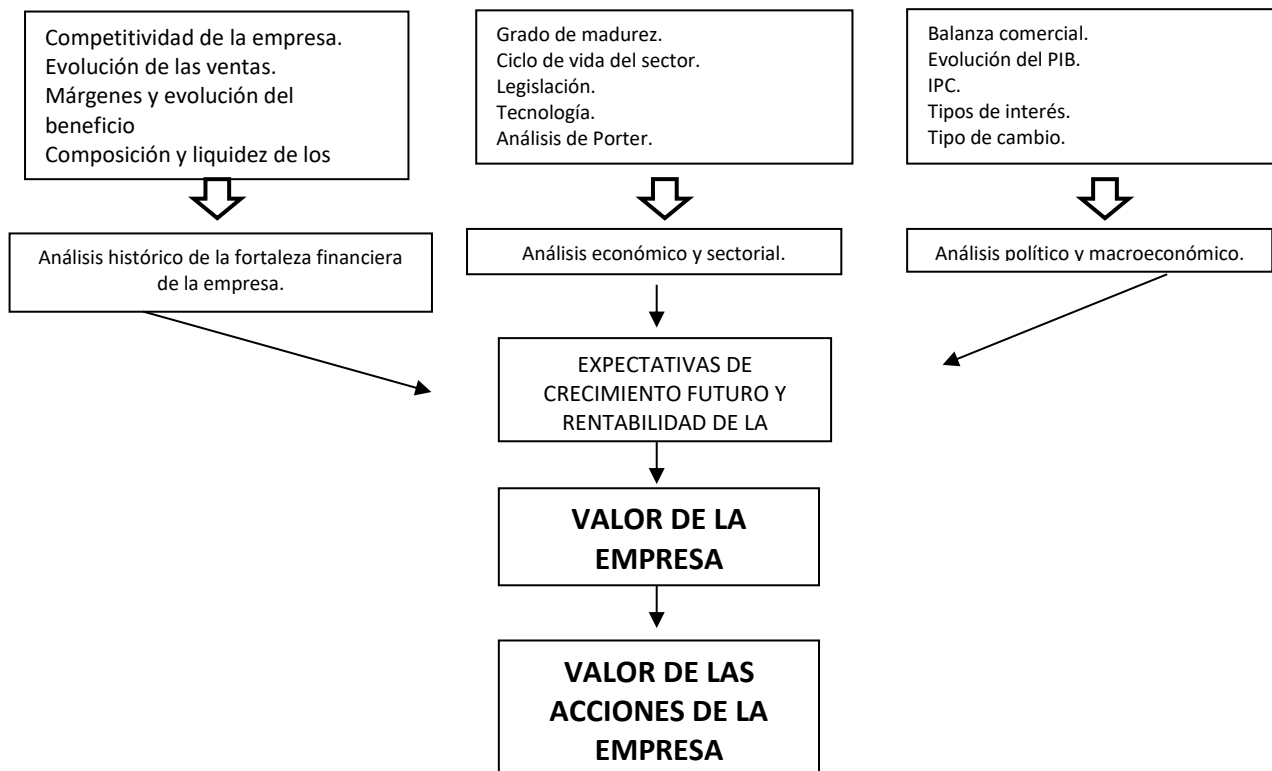 Competitividad de la empresa.
Evolución de las ventas.
Márgenes y evolución del
beneficio
Composición y liquidez de los
Grado de madurez.
Ciclo de vida del sector.
Legislación.
Tecnología.
Análisis de Porter.
Balanza comercial.
Evolución del PIB.
IPC.
Tipos de interés.
Tipo de cambio.
Análisis histórico de la fortaleza financiera
de la empresa.
Análisis económico y sectorial.
Análisis político y macroeconómico.
EXPECTATIVAS DE
CRECIMIENTO FUTURO Y
RENTABILIDAD DE LA
VALOR DE LA
EMPRESA
VALOR DE LAS
ACCIONES DE LA
EMPRESA